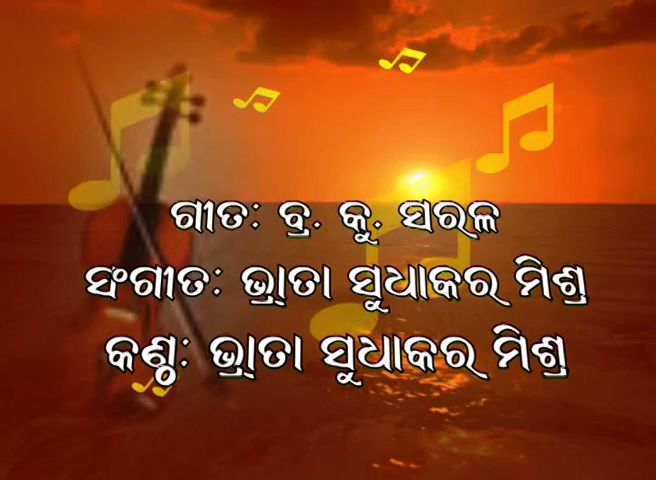 ଗୀତ: ବ୍ର. କୁ. ସରଳ
ସଂଗୀତ: ଭ୍ରାତା ସୁଧାକର ମିଶ୍ର
କଣ୍ଠ: ଭ୍ରାତା ସୁଧାକର ମିଶ୍ର